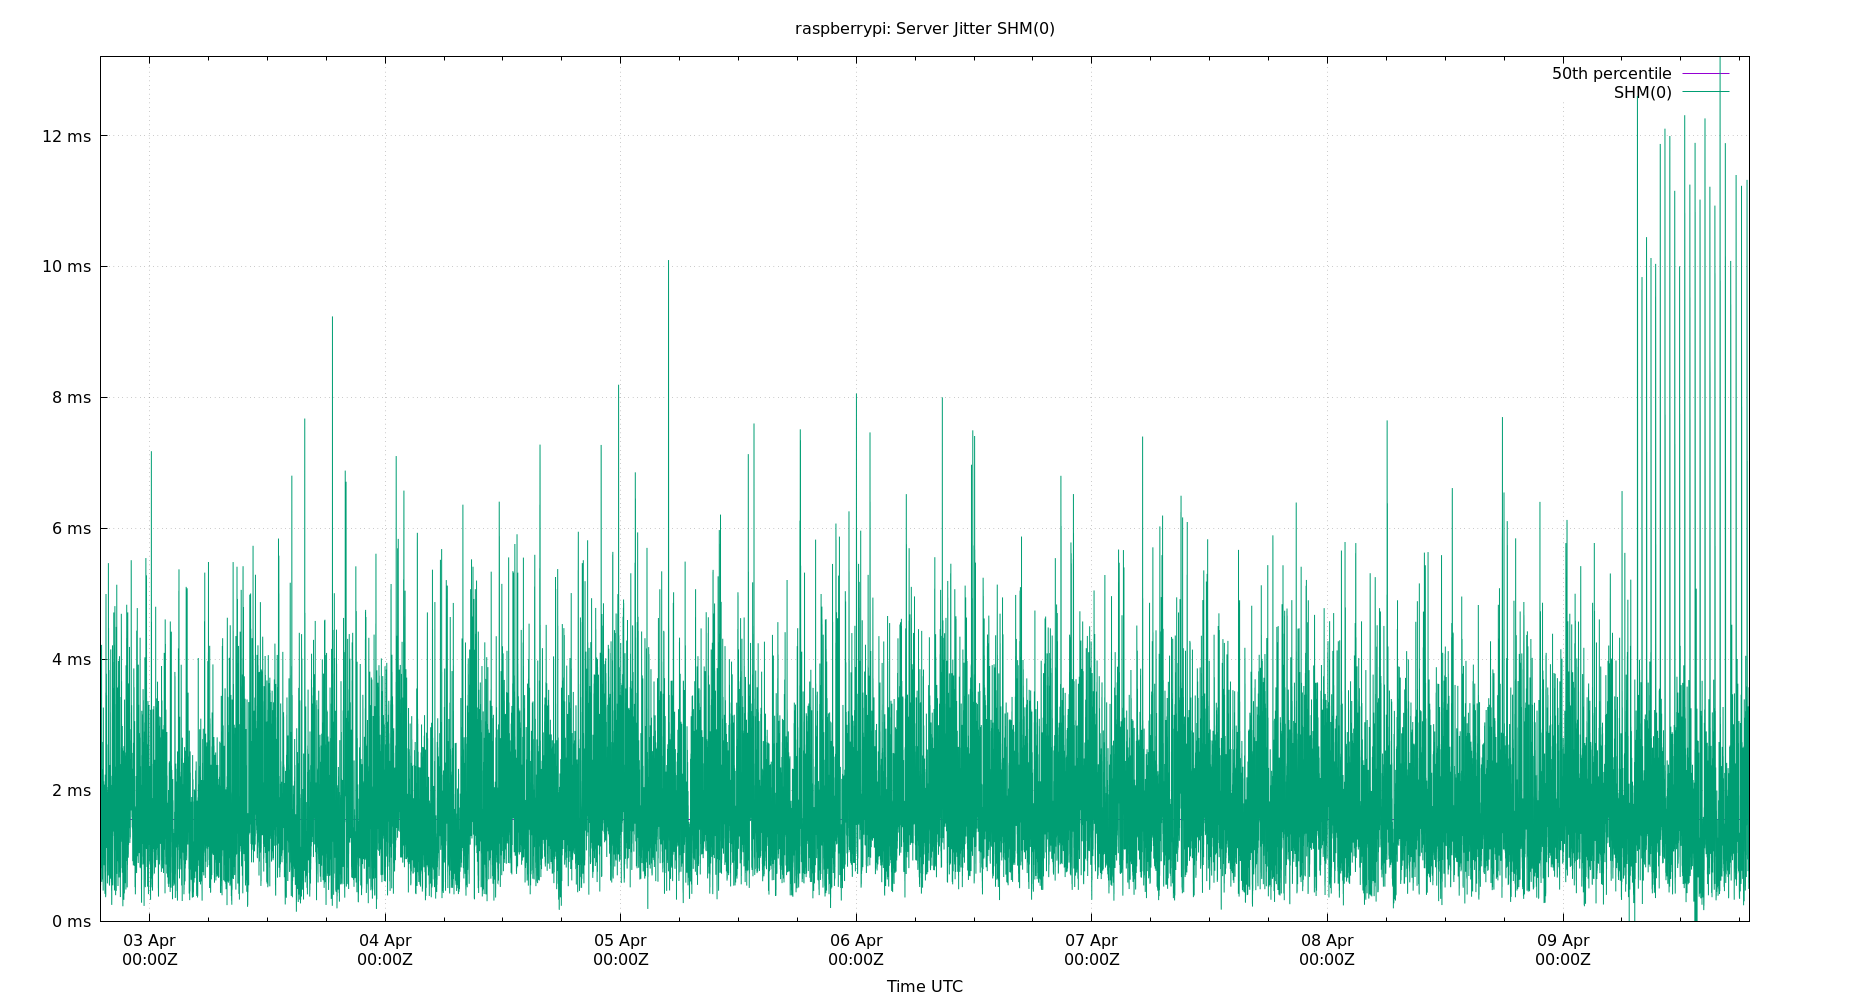 raspberrypi: Server Jitter SHM(0)
50th percentile
SHM(0)
12 ms
10 ms
8 ms
6 ms
4 ms
2 ms
0 ms
03 Apr 04 Apr 05 Apr 06 Apr 07 Apr 08 Apr 09 Apr
00:00Z 00:00Z 00:00Z 00:00Z 00:00Z 00:00Z 00:00Z
Time UTC